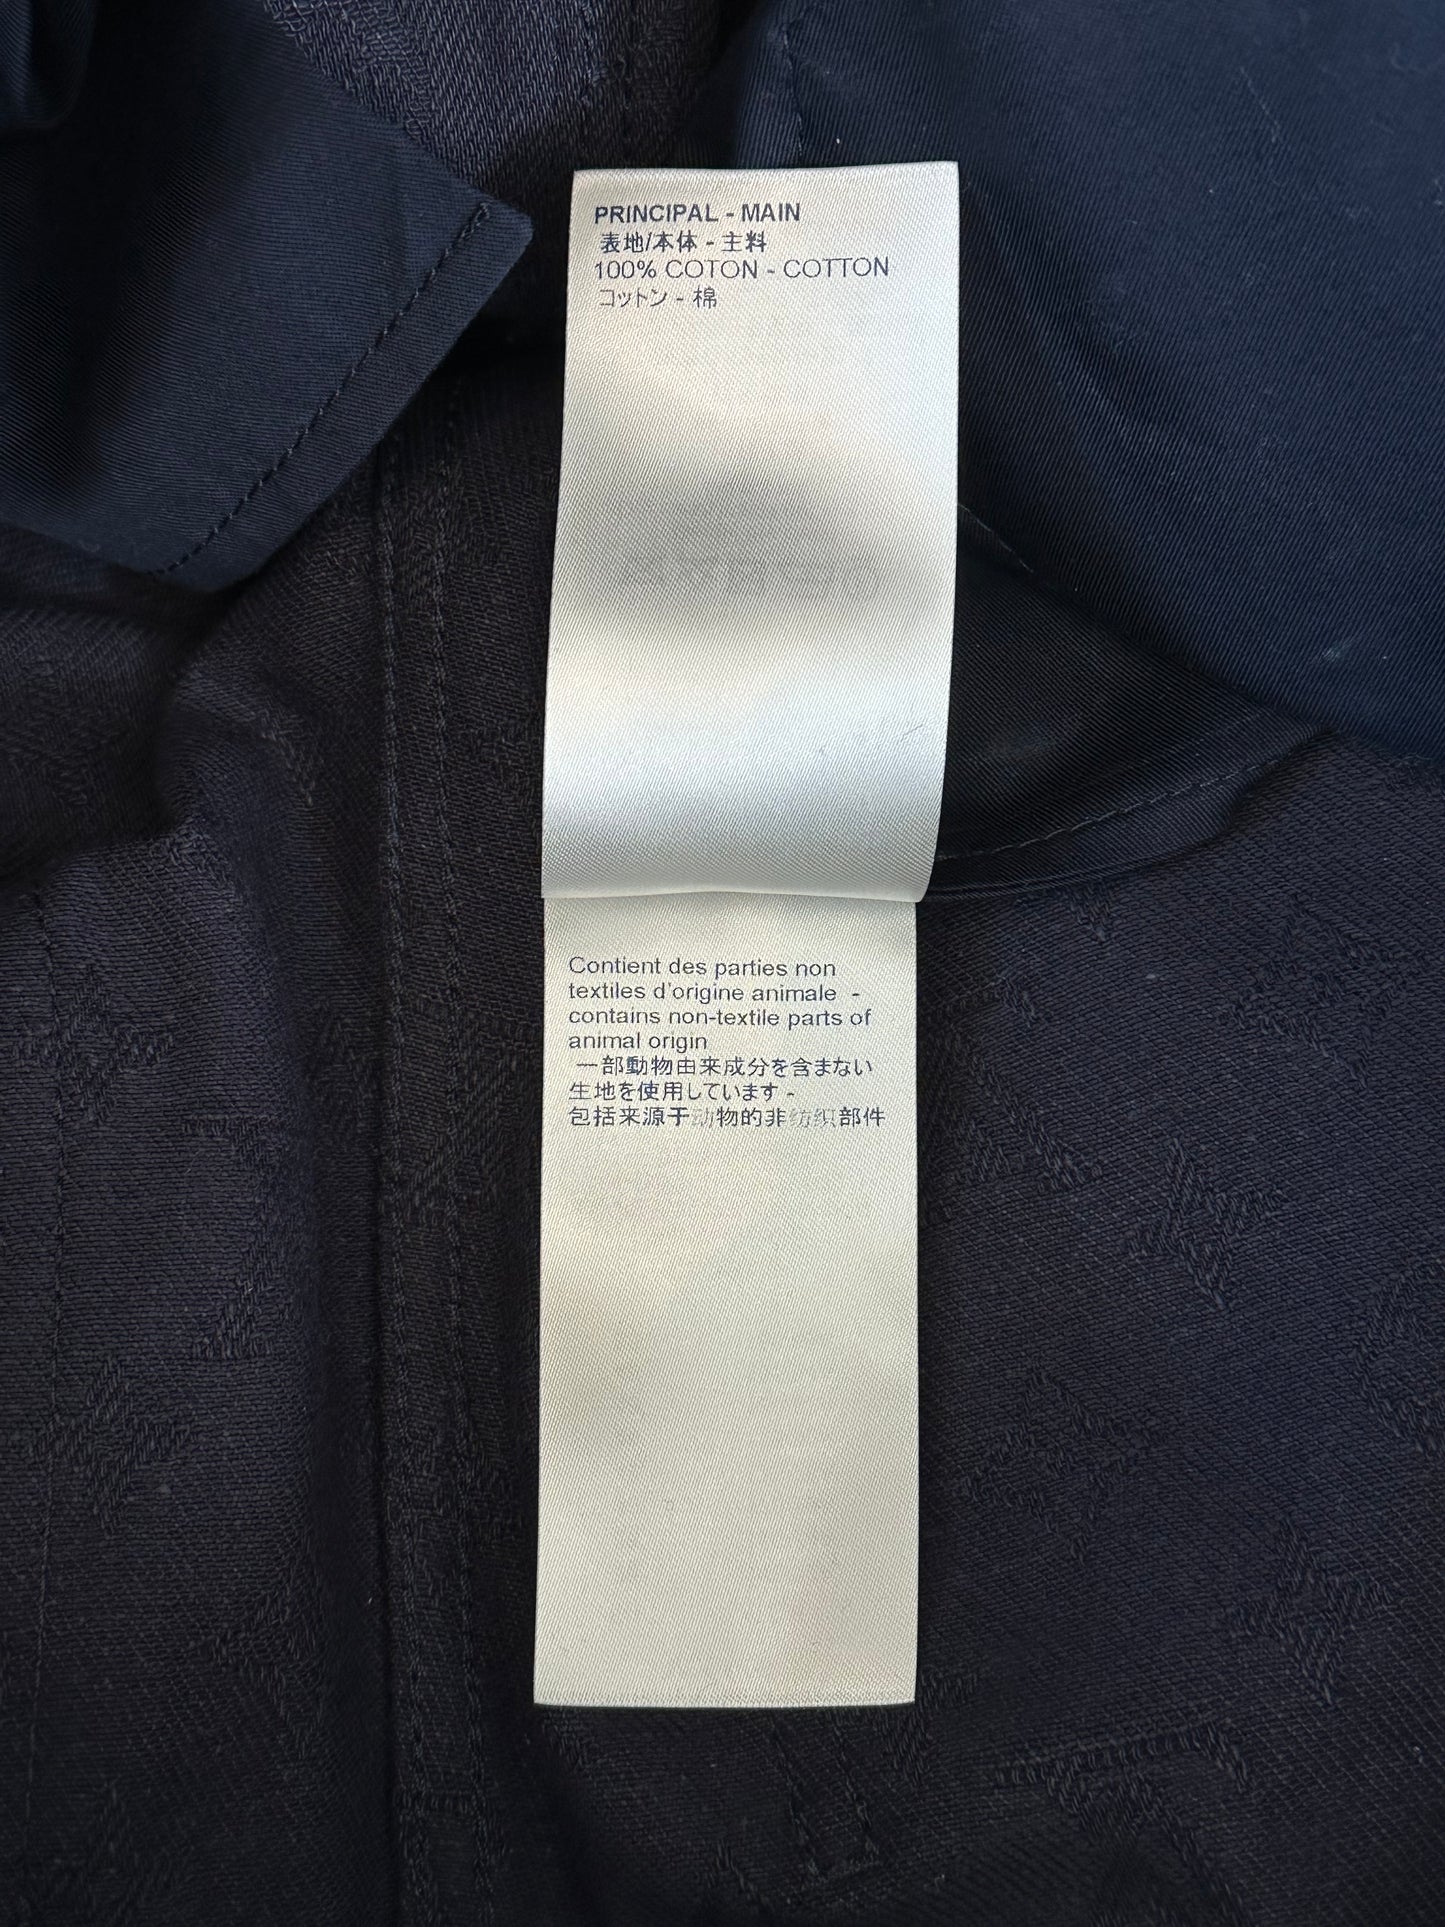 PRINCIPAL - MAIN
表地/本体 - 主料
100% COTON - COTTON
コットン - 棉
Contient des parties non
textiles d'origine animale -
contains non-textile parts of
animal origin
一部動物由来成分を含まない
生地を使用しています -
包括来源于动物的非纺织部件